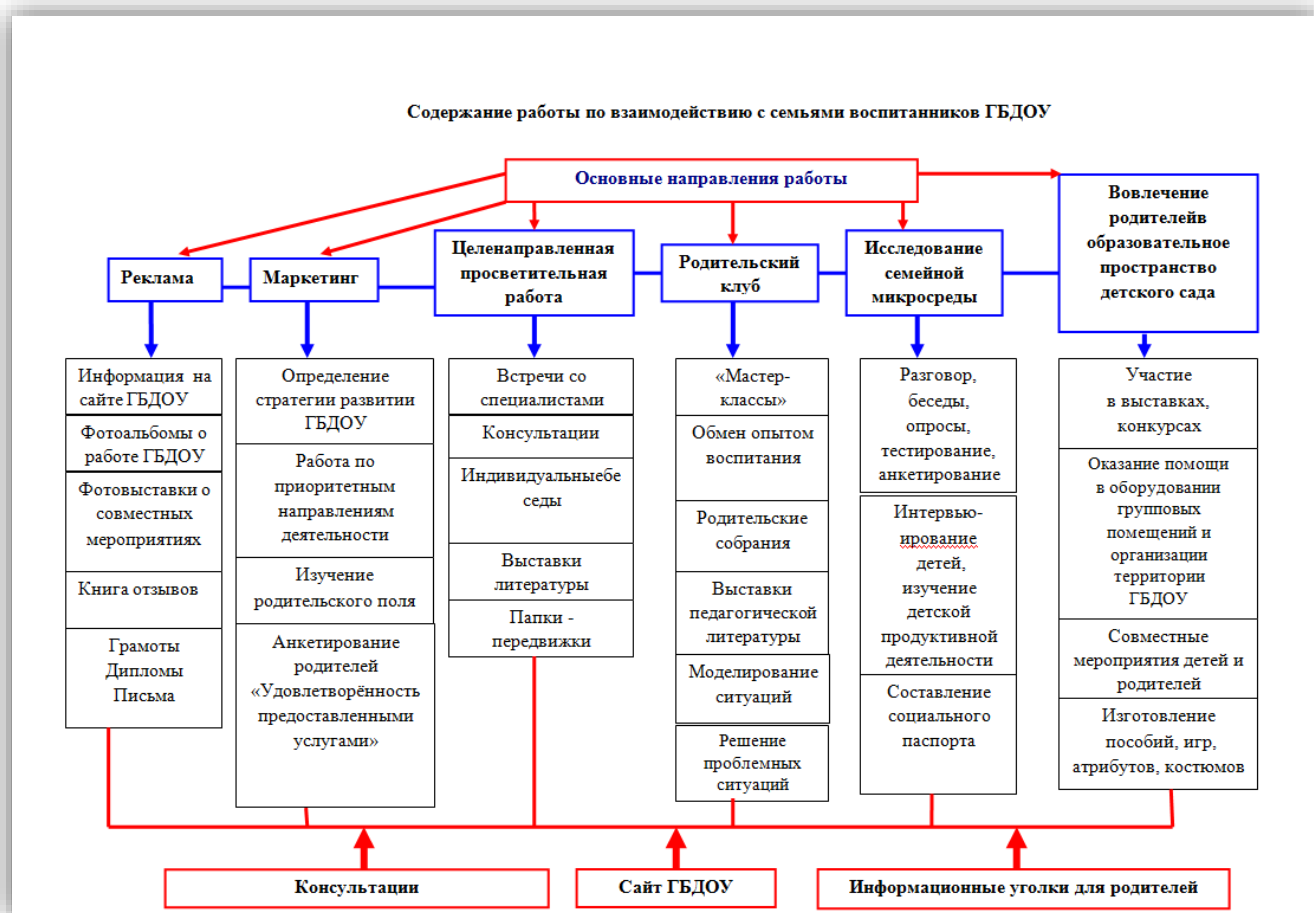 Содержание работы по взаимодействию с семьями воспитанников ГБДОУ
Основные направления работы
Реклама
Маркетинг
Целенаправленная
просветительная
работа
Родительский
клуб
Исследование
семейной
микросреды
Вовлечение
родителейв
образовательное
пространство
детского сада
Информация на
сайте ГБДОУ
Фотоальбомы о
работе ГБДОУ
Фотовыставки о
совместных
мероприятиях
Книга отзывов
Грамоты
Дипломы
Письма
Определение
стратегии развитии
ГБДОУ
Работа по
приоритетным
направлениям
деятельности
Изучение
родительского поля
Анкетирование
родителей
«Удовлетворённость
предоставленными
услугами»
Встречи со
специалистами
Консультации
Индивидуальныебе
седы
Выставки
литературы
Папки -
передвижки
«Мастер-
классы»
Обмен опытом
воспитания
Родительские
собрания
Выставки
педагогической
литературы
Моделирование
ситуаций
Решение
проблемных
ситуаций
Разговор,
беседы,
опросы,
тестирование,
анкетирование
Интервью-
ирование
детей,
изучение
детской
продуктивной
деятельности
Составление
социального
паспорта
Участие
в выставках,
конкурсах
Оказание помощи
в оборудовании
групповых
помещений и
организации
территории
ГБДОУ
Совместные
мероприятия детей и
родителей
Изготовление
пособий, игр,
атрибутов, костюмов
Консультации
Сайт ГБДОУ
Информационные уголки для родителей